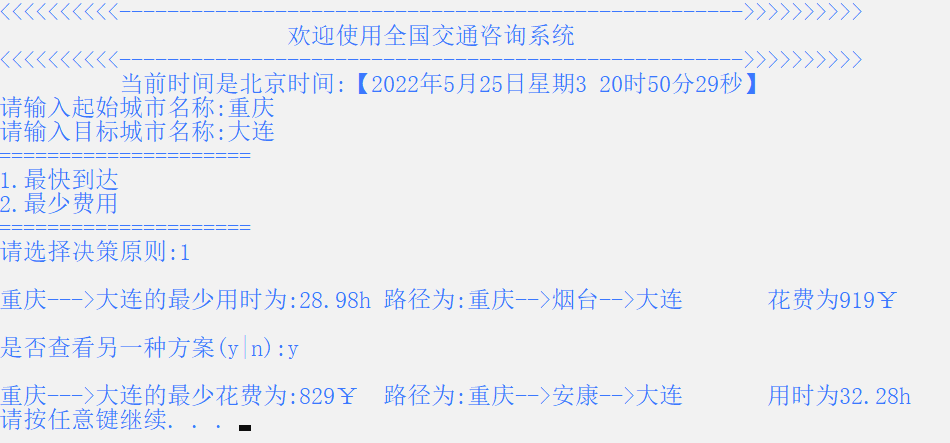 <<<<<<<<<<---------------------------------------------------->>>>>>>>>>
欢迎使用全国交通咨询系统
<<<<<<<<<<---------------------------------------------------->>>>>>>>>>
当前时间是北京时间:【2022年5月25日星期3 20时50分29秒】
请输入起始城市名称:重庆
请输入目标城市名称:大连
=====================
1.最快到达
2.最少费用
=====================
请选择决策原则:1
重庆--->大连的最少用时为:28.98h 路径为:重庆-->烟台-->大连 花费为919￥
是否查看另一种方案(y|n):y
重庆--->大连的最少花费为:829￥ 路径为:重庆-->安康-->大连 用时为32.28h
请按任意键继续. . .